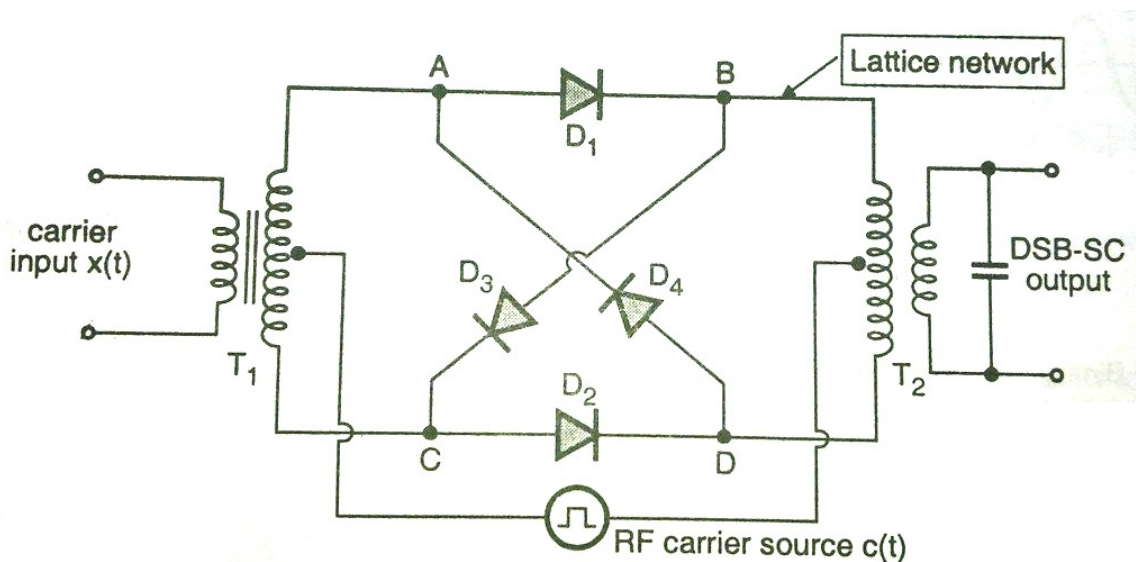 A
B
Lattice network
D1
carrier
input x(t)
D3
D4
DSB-SC
output
T1
D2
T2
C
D
RF carrier source c(t)